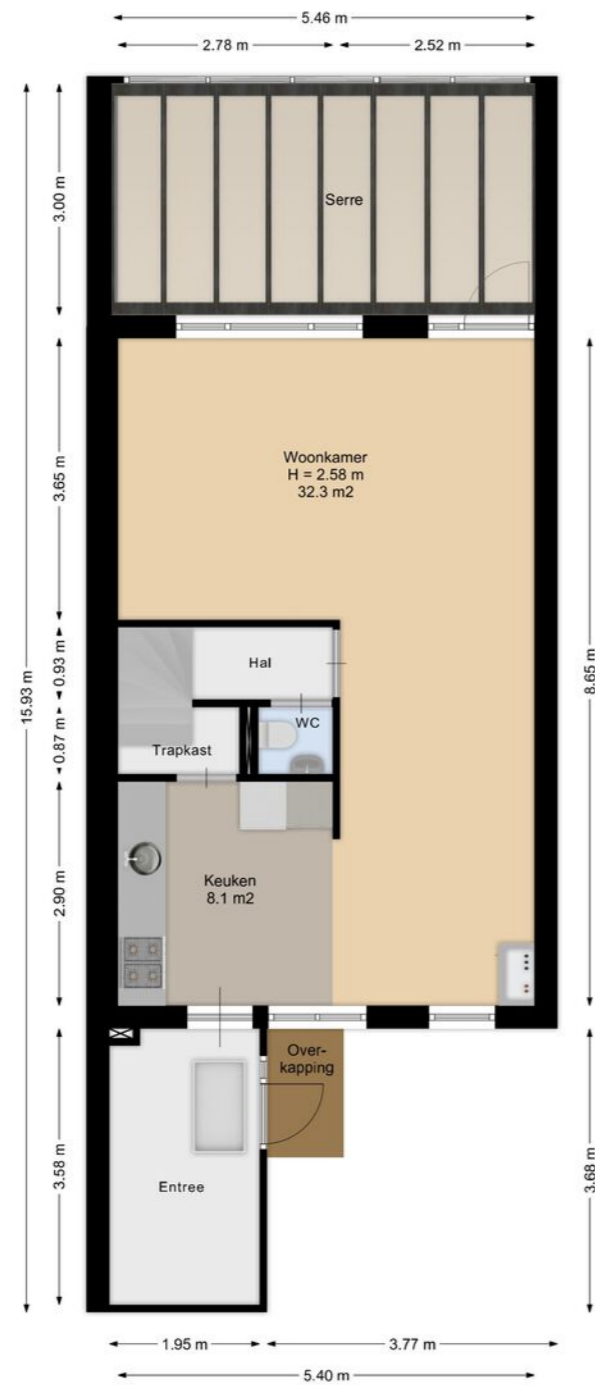 5.46 m
2.78 m
2.52 m
3.00 m
Serre
3.65 m
Woonkamer
H = 2.58 m
32.3 m2
15.93 m
0.93 m
Hal
8.65 m
0.87 m
WC
Trapkast
2.90 m
Keuken
8.1 m2
Over-
kapping
3.58 m
Entree
3.68 m
1.95 m
3.77 m
5.40 m